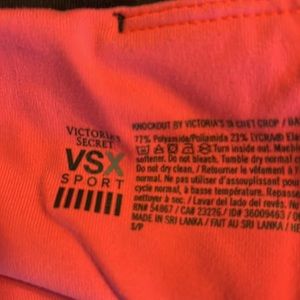 VICTORIA'S
SECRET
VSX
SPORT
KNOCKOUT BY VICTORIA'S SECRET CROP /
77% Polyamide/Poliamida 23% LYCRA®
Turn inside out. Machine
softener. Do not bleach. Tumble dry normal
Do not dry clean. / Retourner le vêtement à
normal. Ne pas utiliser d'assouplissant
cycle normal, à basse température. Repasser
nettoyer à sec. / Lavar del lado del revés.
RN# 54867 / CA# 23226 / ID# 36009463
MADE IN SRI LANKA / FAIT AU SRI LANKA /
S/P